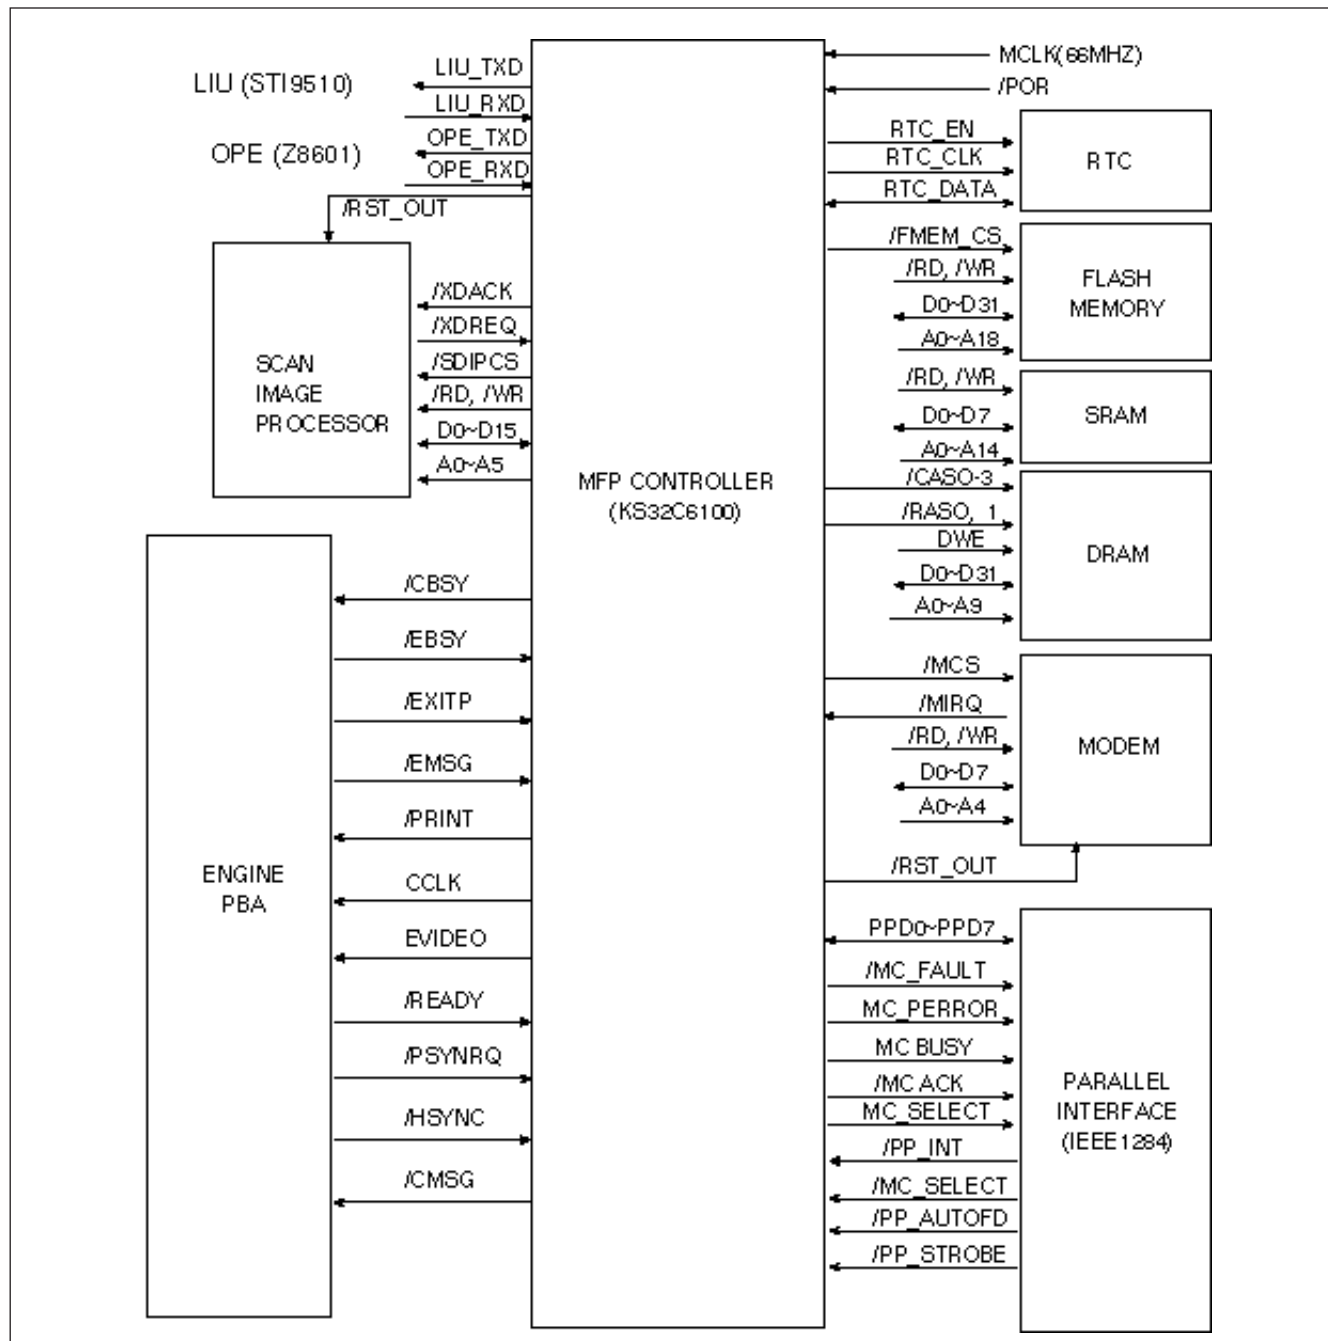 LIU (STI9510)
LIU_TXD
LIU_RXD
OPE (Z8601)
OPE_TXD
OPE_RXD
/RST_OUT
SCAN
IMAGE
PROCESSOR
/XDACK
/XDREQ
/SDIPCS
/RD, /WR
D0~D15
A0~A5
ENGINE
PBA
/CBSY
/EBSY
/EXITP
/EMSG
/PRINT
CCLK
EVIDEO
/READY
/PSYNRQ
/HSYNC
/CMSG
MFP CONTROLLER
(KS32C6100)
MCLK(66MHZ)
/POR
RTC_EN
RTC_CLK
RTC_DATA
RTC
/FMEM_CS
/RD, /WR
D0~D31
A0~A18
FLASH
MEMORY
/RD, /WR
D0~D7
A0~A14
SRAM
/CASO-3
/RASO, 1
DWE
D0~D31
A0~A9
DRAM
/MCS
/MIRQ
/RD, /WR
D0~D7
A0~A4
MODEM
/RST_OUT
PPD0~PPD7
/MC_FAULT
MC_PERROR
MC BUSY
/MC ACK
MC_SELECT
/PP_INT
/MC_SELECT
/PP_AUTOFD
/PP_STROBE
PARALLEL
INTERFACE
(IEEE1284)